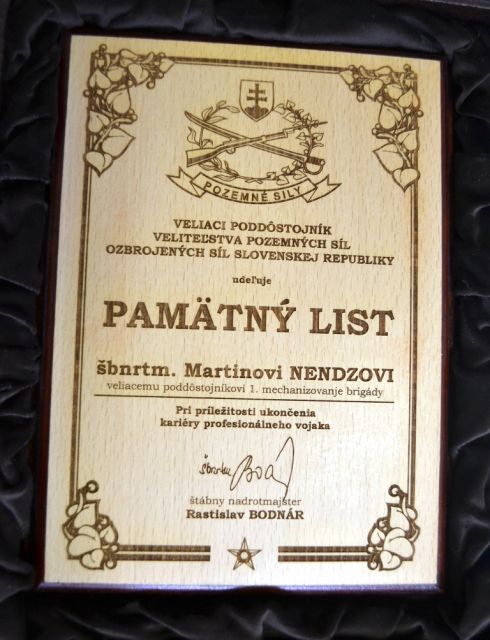 POZEMNÉ SILY
VELIACI PODDÔSTOJNÍK
VELITEĽSTVA POZEMNÝCH SÍL
OZBROJENÝCH SÍL SLOVENSKEJ REPUBLIKY
udeľuje
PAMÄTNÝ LIST
šbnrtm. Martinovi NENDZOVI
veliacemu poddôstojníkovi 1. mechanizovanje brigády
Pri príležitosti ukončenia
kariéry profesionálneho vojaka
štábny nadrotmajster
Rastislav BODNÁR